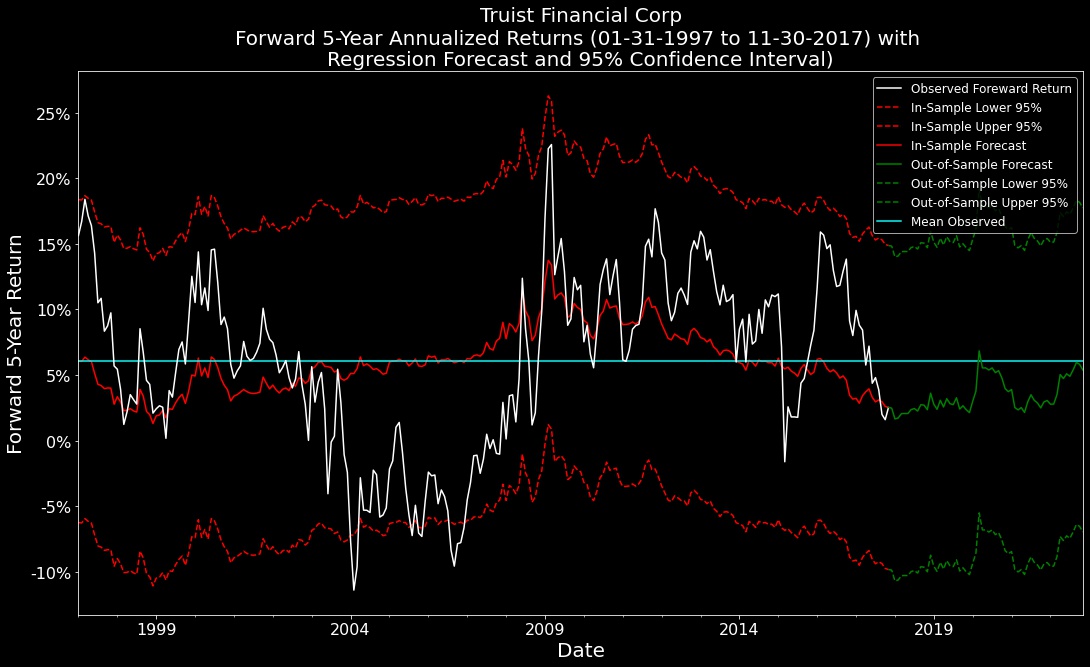 Truist Financial Corp
Forward 5-Year Annualized Returns (01-31-1997 to 11-30-2017) with
Regression Forecast and 95% Confidence Interval)
Observed Foreward Return
In-Sample Lower 95%
In-Sample Upper 95%
In-Sample Forecast
Out-of-Sample Forecast
Out-of-Sample Lower 95%
Out-of-Sample Upper 95%
Mean Observed
Forward 5-Year Return
25%
20%
15%
10%
5%
0%
-5%
-10%
1999
2004
2009
2014
2019
Date